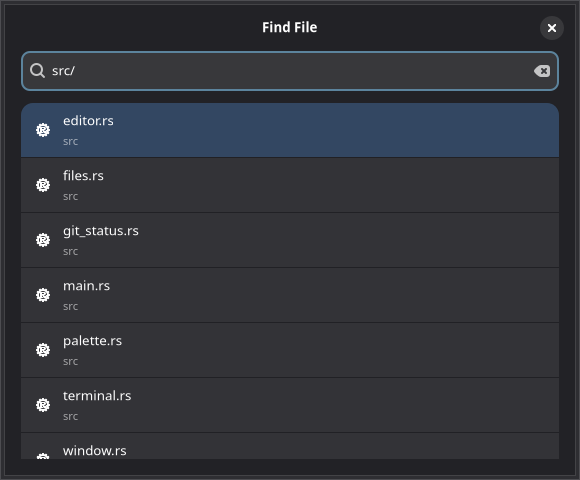 Find File
src/
editor.rs
src
files.rs
src
git_status.rs
src
main.rs
src
palette.rs
src
terminal.rs
src
window.rs